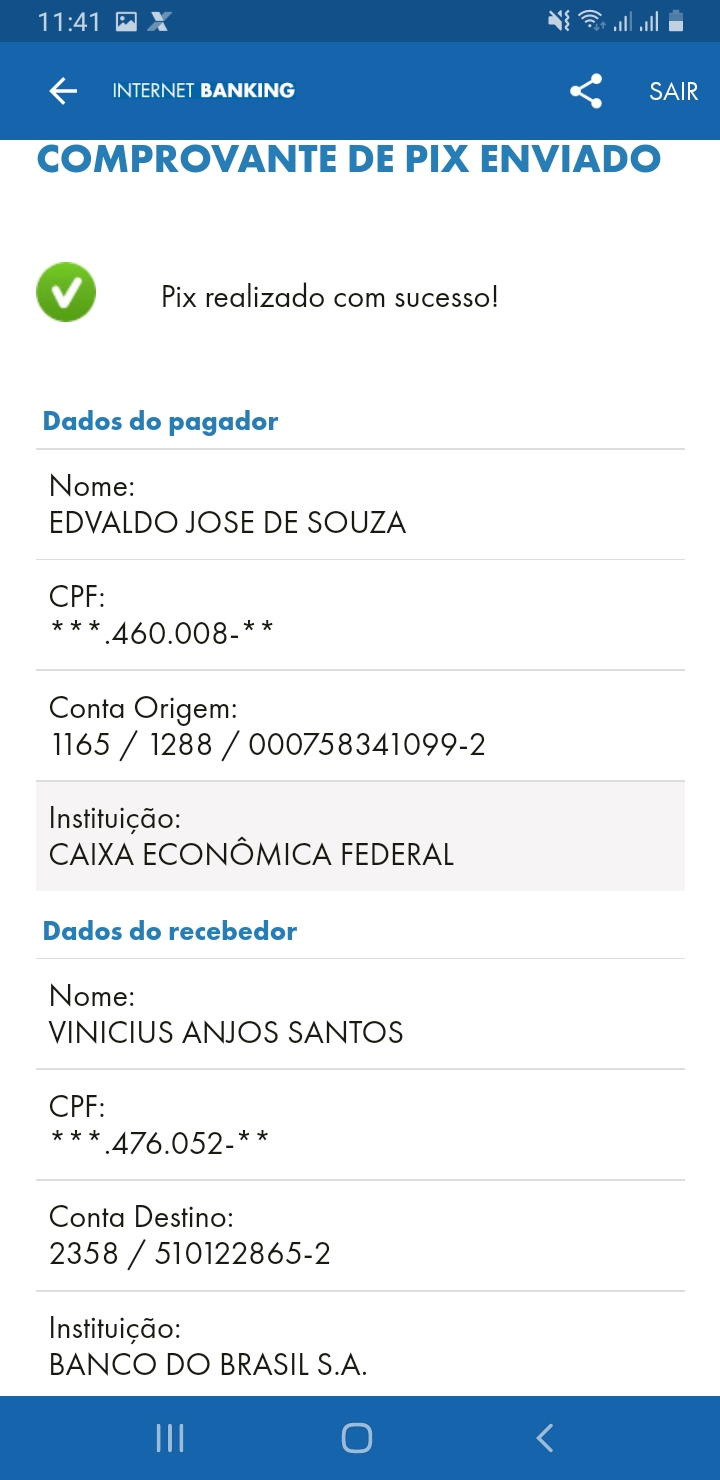 11:41
INTERNET BANKING
SAIR
COMPROVANTE DE PIX ENVIADO
Pix realizado com sucesso!
Dados do pagador
Nome:
EDVALDO JOSE DE SOUZA
CPF:
***.460.008-**
Conta Origem:
1165 / 1288 / 000758341099-2
Instituição:
CAIXA ECONÔMICA FEDERAL
Dados do recebedor
Nome:
VINICIUS ANJOS SANTOS
CPF:
***.476.052-**
Conta Destino:
2358 / 510122865-2
Instituição:
BANCO DO BRASIL S.A.